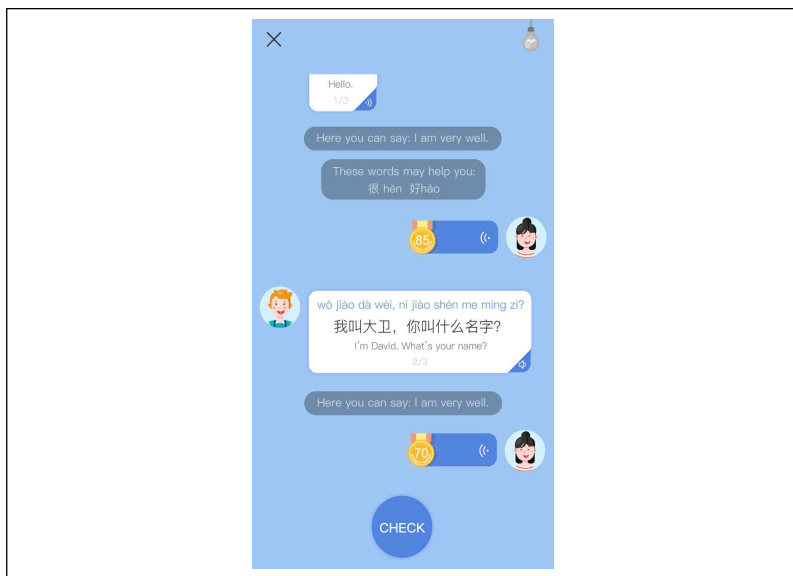 Hello.
1/3
Here you can say: I am very well.
These words may help you:
很 hěn 好hǎo
85
wǒ jiào dà wèi, nǐ jiào shén me míng zi?
我叫大卫，你叫什么名字?
I'm David. What's your name?
2/3
Here you can say: I am very well.
70
CHECK